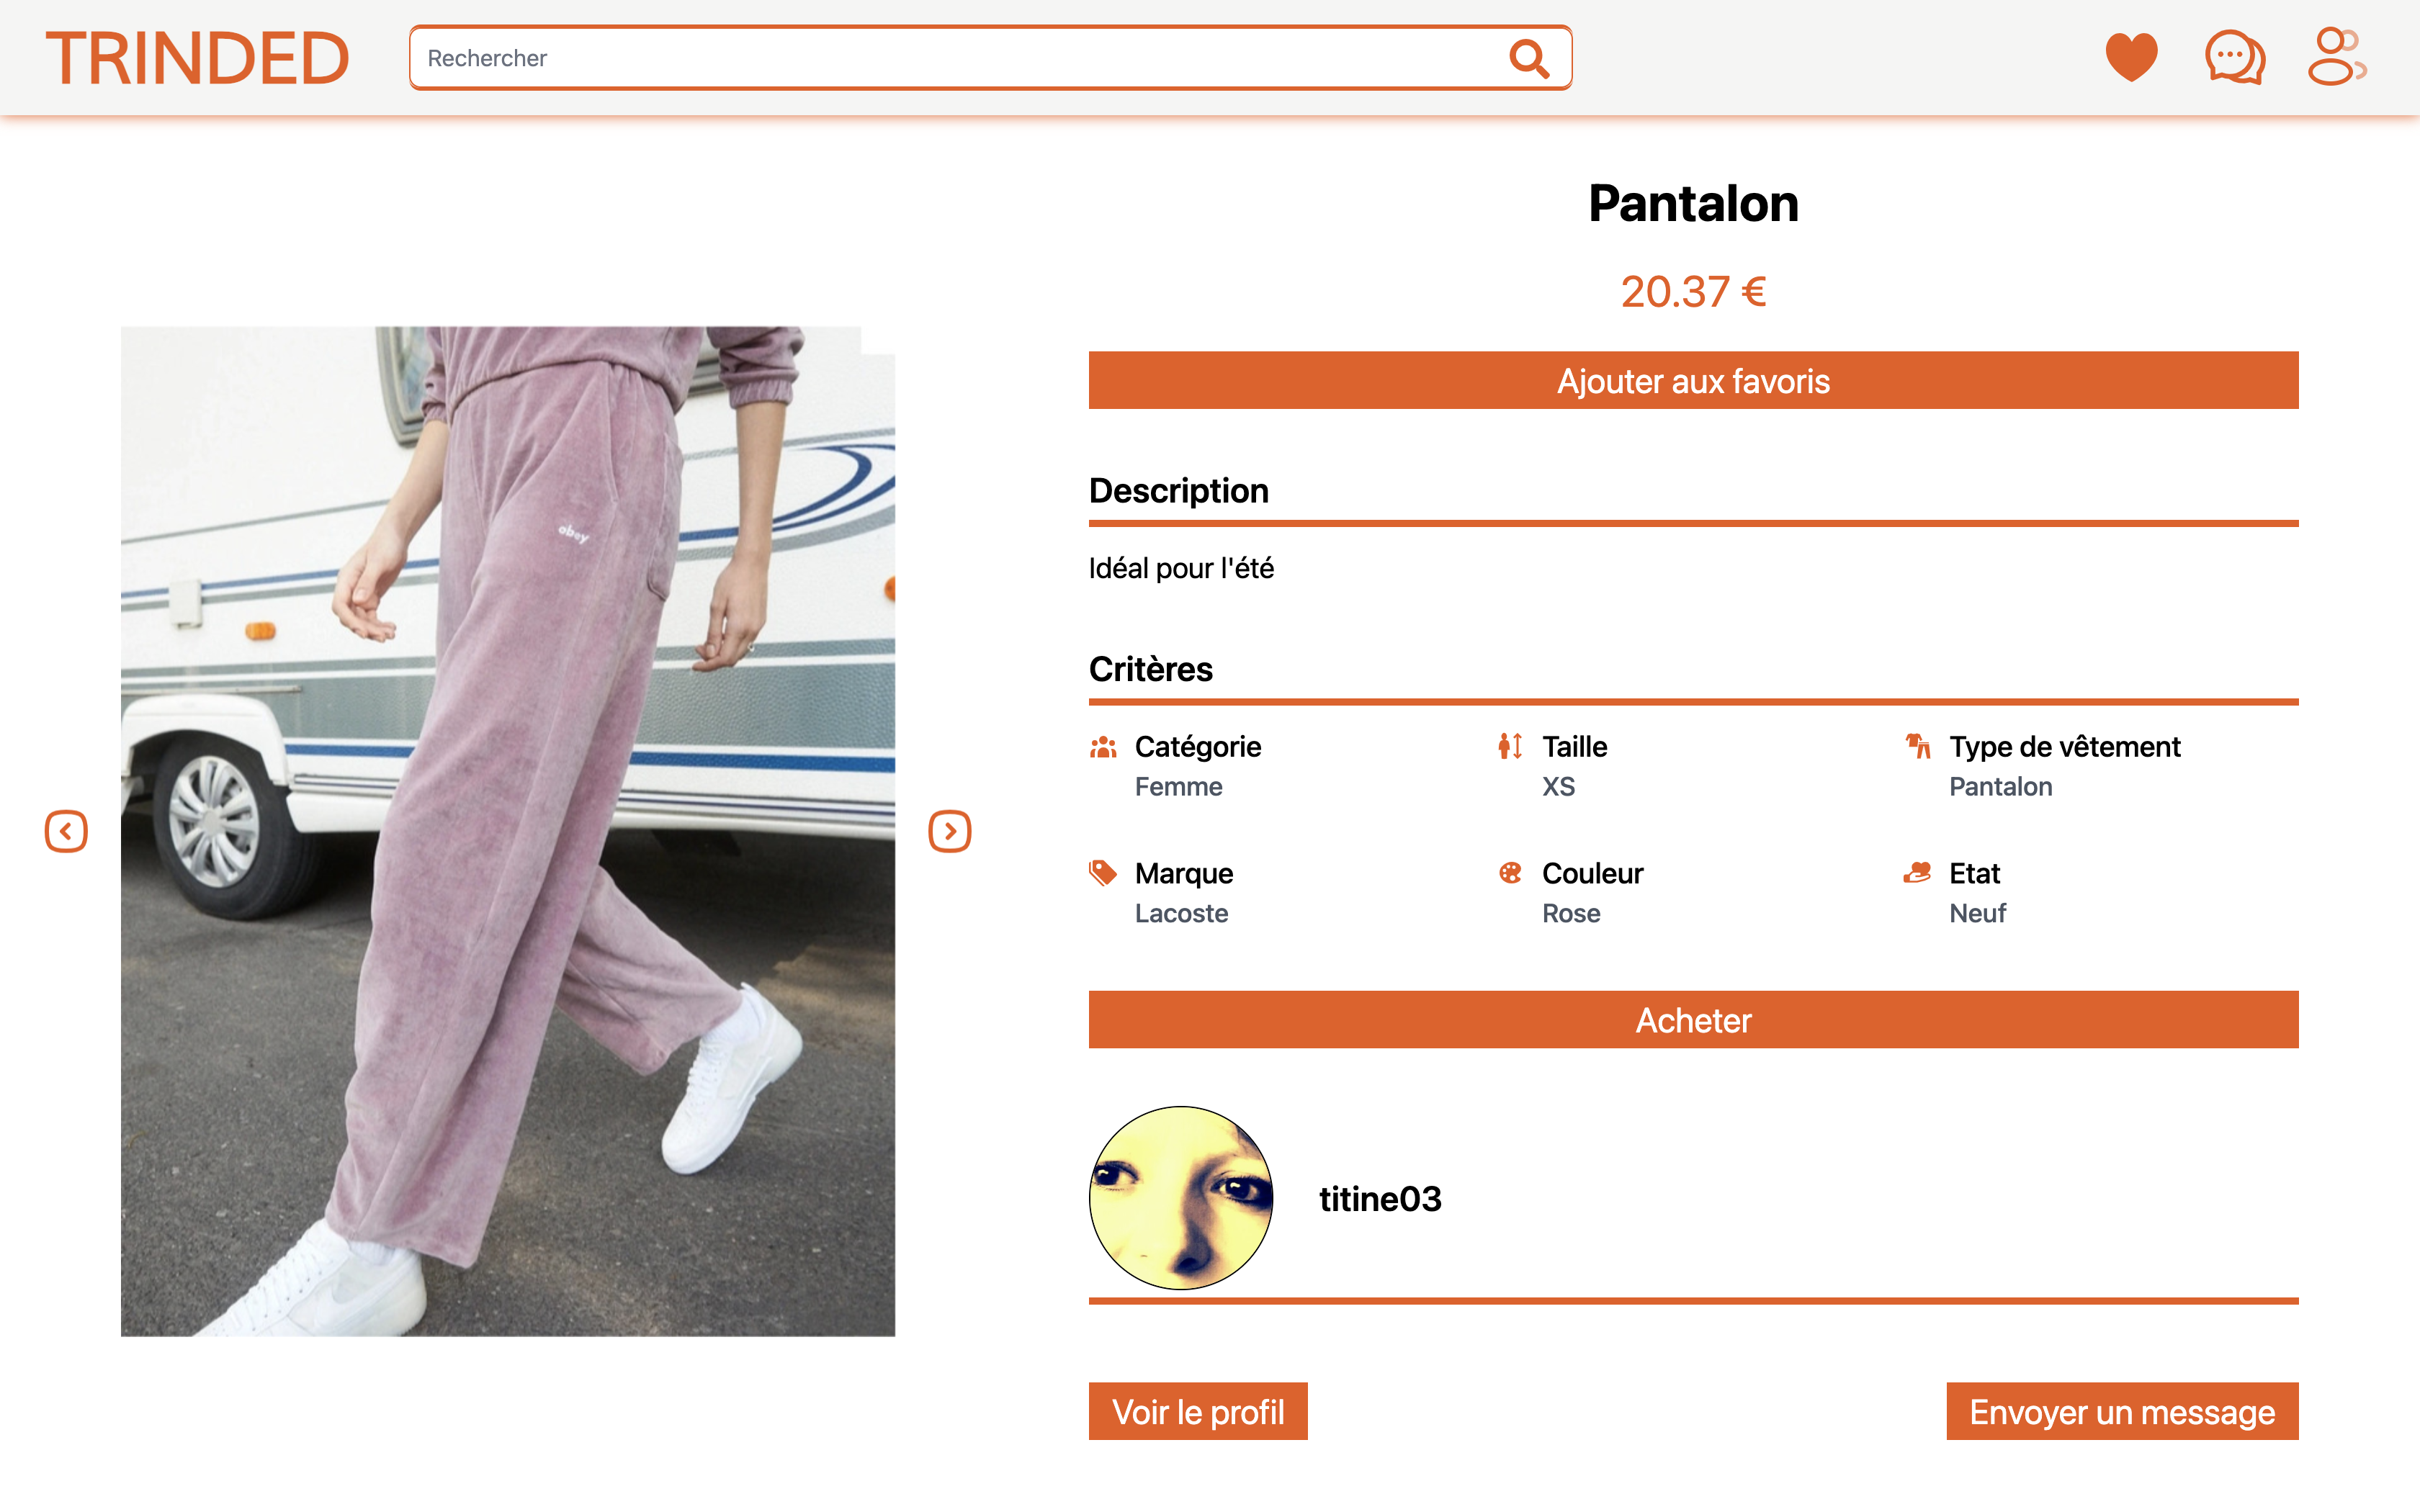 TRINDED
Rechercher
Pantalon
20.37 €
Ajouter aux favoris
obey
Description
Idéal pour l'été
Critères
Catégorie
Femme
Taille
XS
Type de vêtement
Pantalon
Marque
Lacoste
Couleur
Rose
Etat
Neuf
Acheter
titine03
Voir le profil
Envoyer un message